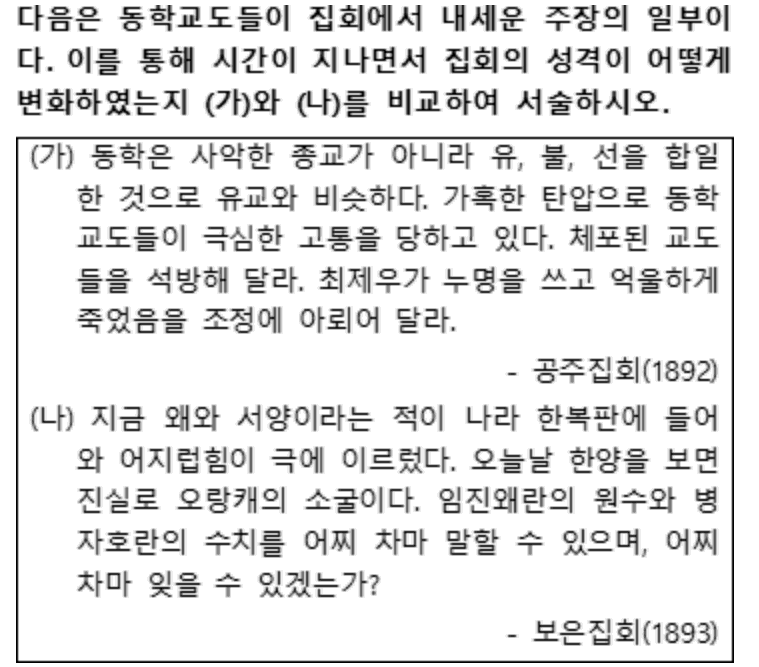 다음은 동학교도들이 집회에서 내세운 주장의 일부이
다. 이를 통해 시간이 지나면서 집회의 성격이 어떻게
변화하였는지 (가)와 (나)를 비교하여 서술하시오.
(가) 동학은 사악한 종교가 아니라 유, 불, 선을 합일
한 것으로 유교와 비슷하다. 가혹한 탄압으로 동학
교도들이 극심한 고통을 당하고 있다. 체포된 교도
들을 석방해 달라. 최제우가 누명을 쓰고 억울하게
죽었음을 조정에 아뢰어 달라.
- 공주집회(1892)
(나) 지금 왜와 서양이라는 적이 나라 한복판에 들어
와 어지럽힘이 극에 이르렀다. 오늘날 한양을 보면
진실로 오랑캐의 소굴이다. 임진왜란의 원수와 병
자호란의 수치를 어찌 차마 말할 수 있으며, 어찌
차마 잊을 수 있겠는가?
- 보은집회(1893)